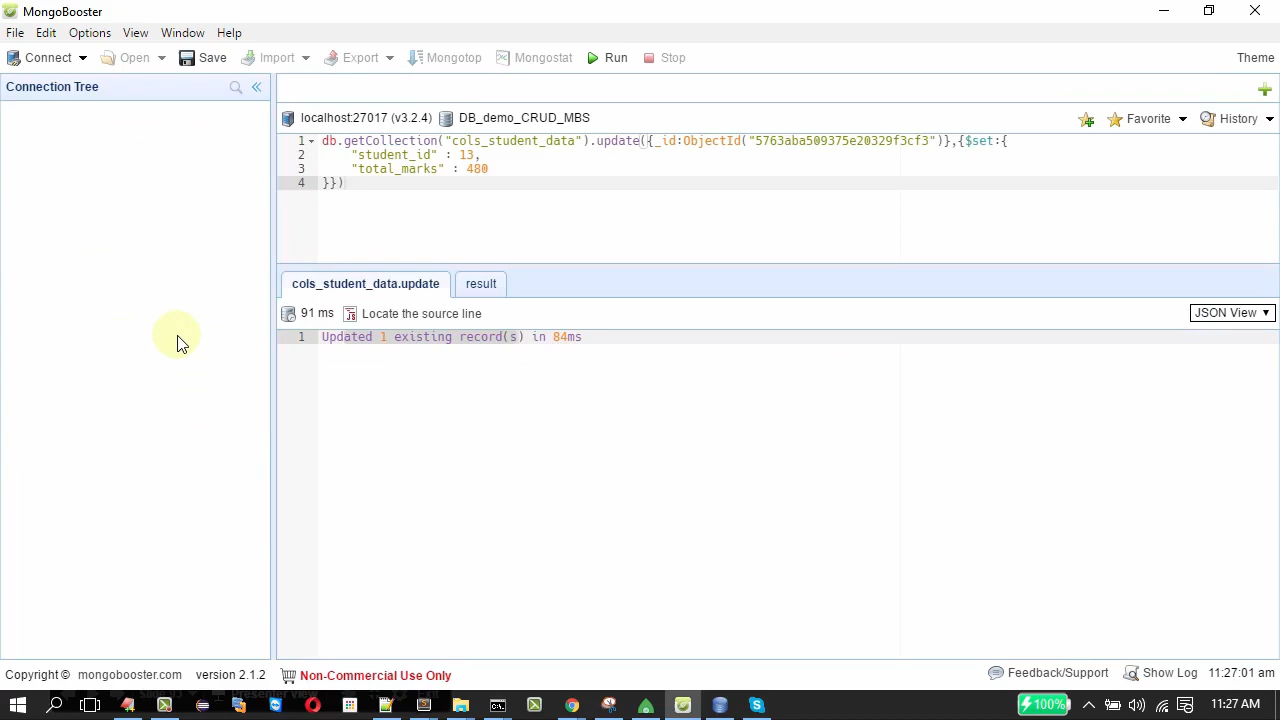 MongoBooster
File Edit Options View Window Help
Connect Open Save Import Export Mongotop Mongostat Run Stop Theme
Connection Tree
localhost:27017 (v3.2.4) DB_demo_CRUD_MBS Favorite History
1 db.getCollection("cols_student_data").update({_id:ObjectId("5763aba509375e20329f3cf3")},{$set:{
2 "student_id" : 13,
3 "total_marks" : 480
4 }})
cols_student_data.update result
91 ms Locate the source line JSON View
1 Updated 1 existing record(s) in 84ms
Copyright © mongobooster.com version 2.1.2 Non-Commercial Use Only Feedback/Support Show Log 11:27:01 am
100% 11:27 AM